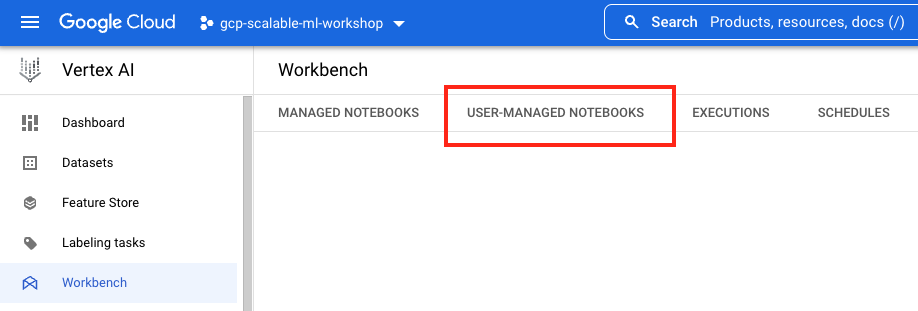 Google Cloud gcp-scalable-ml-workshop Search Products, resources, docs (/)
Vertex AI
Workbench
MANAGED NOTEBOOKS USER-MANAGED NOTEBOOKS EXECUTIONS SCHEDULES
Dashboard
Datasets
Feature Store
Labeling tasks
Workbench